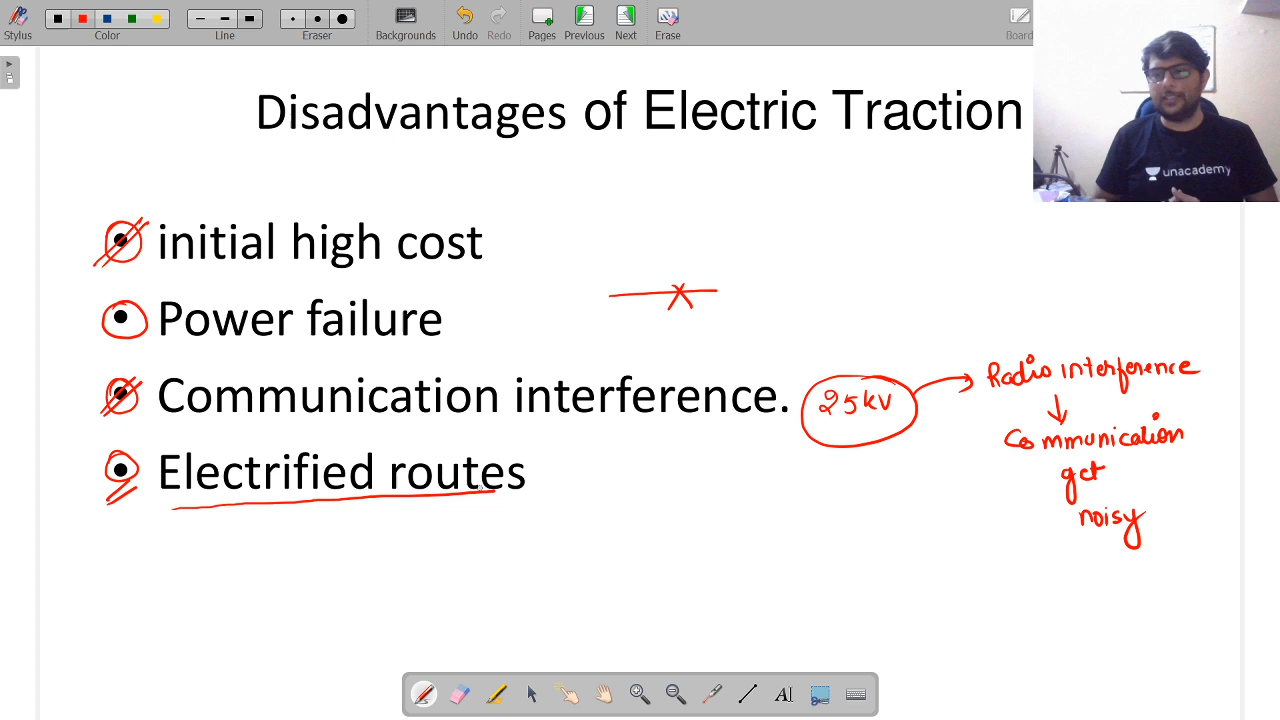 Stylus
Color
Line
Eraser
Backgrounds
Undo
Redo
Pages
Previous
Next
Erase
Board
Disadvantages of Electric Traction
unacademy
initial high cost
Power failure
Communication interference.
25kV
Radio interference
Communication
get
noisy
Electrified routes
AI